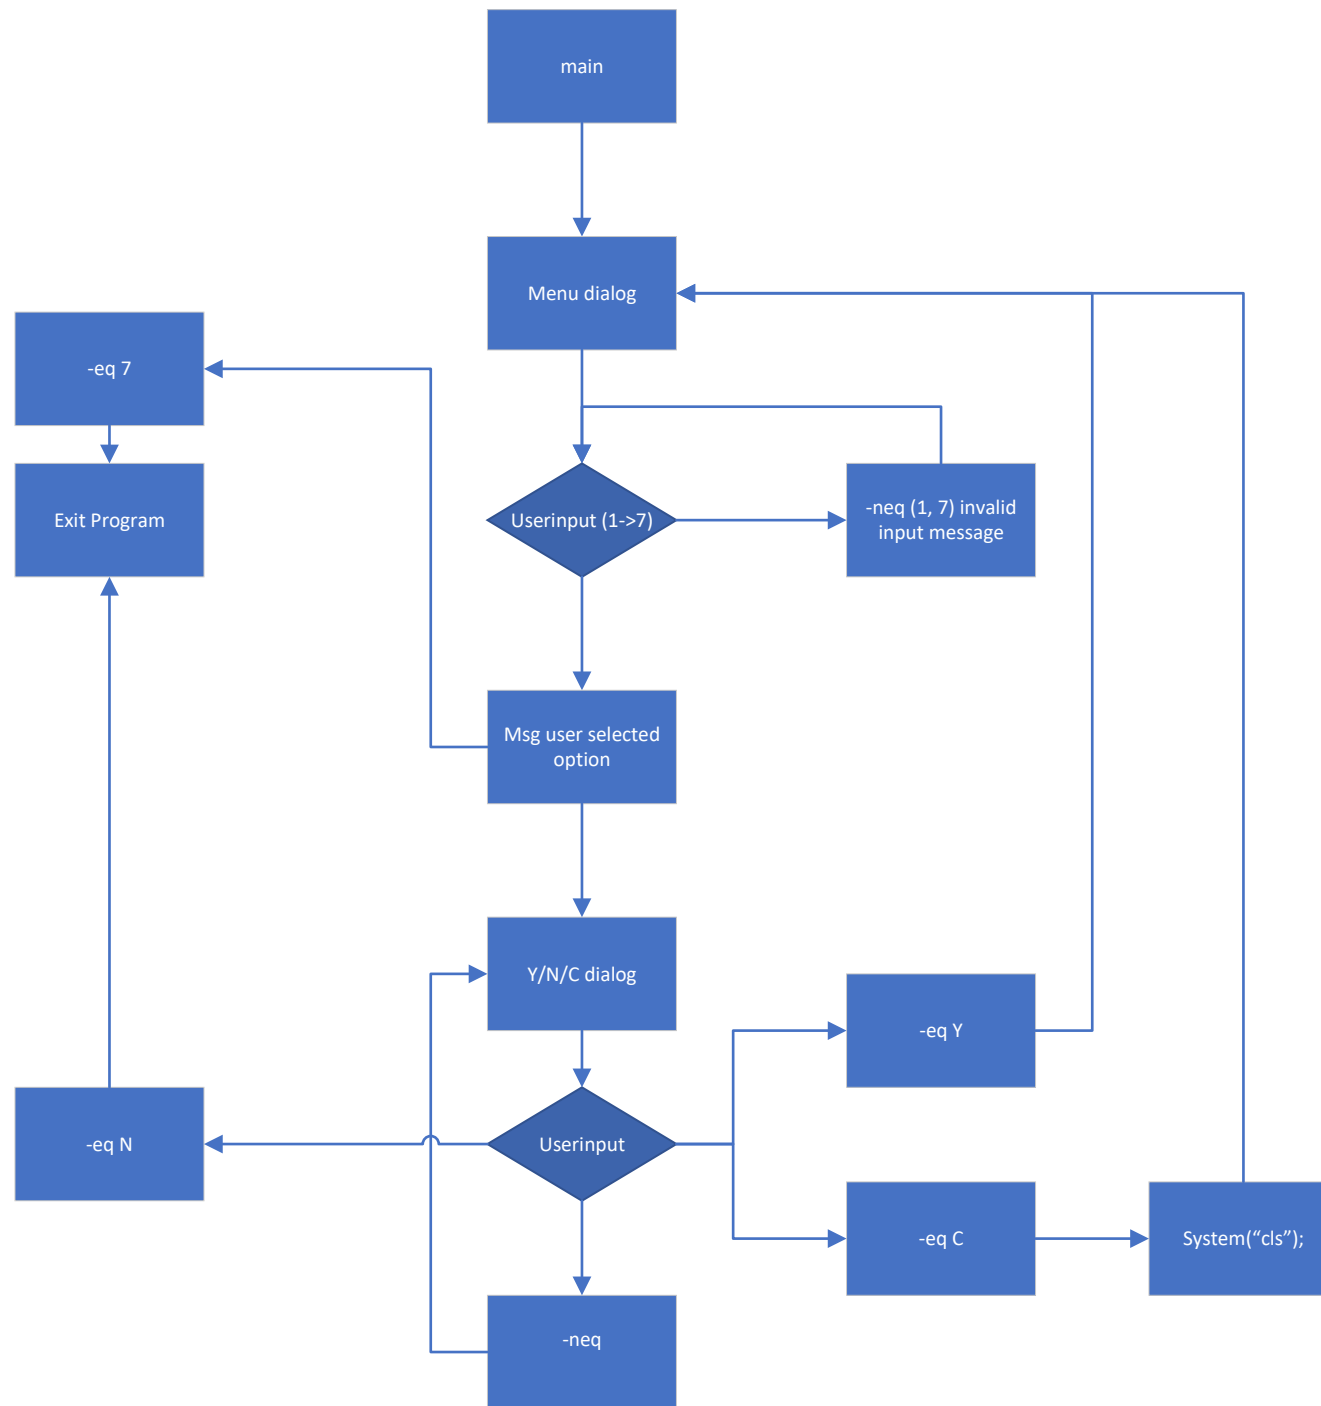 main
Menu dialog
-eq 7
Exit Program
Userinput (1->7)
-neq (1, 7) invalid
input message
Msg user selected
option
Y/N/C dialog
-eq Y
-eq N
Userinput
-eq C
System(“cls”);
-neq